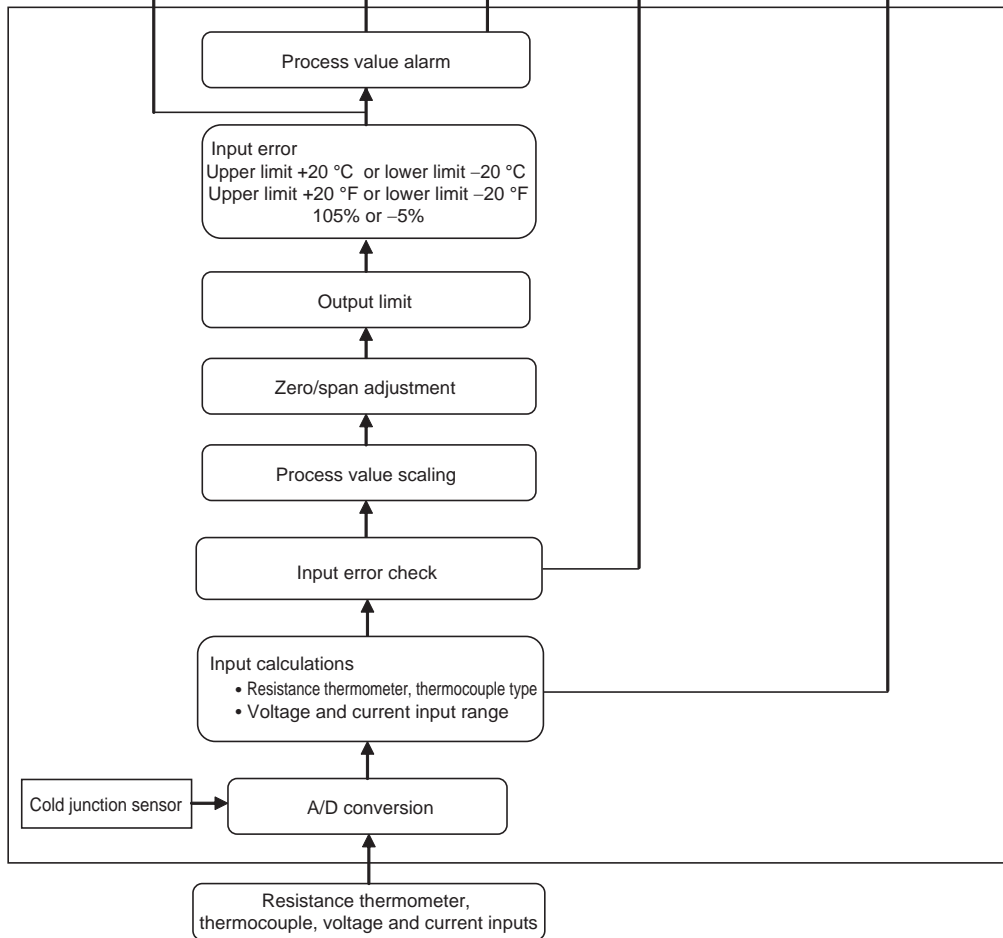 Process value alarm
Input error
Upper limit +20 °C or lower limit −20 °C
Upper limit +20 °F or lower limit −20 °F
105% or −5%
Output limit
Zero/span adjustment
Process value scaling
Input error check
Input calculations
• Resistance thermometer, thermocouple type
• Voltage and current input range
Cold junction sensor
A/D conversion
Resistance thermometer,
thermocouple, voltage and current inputs